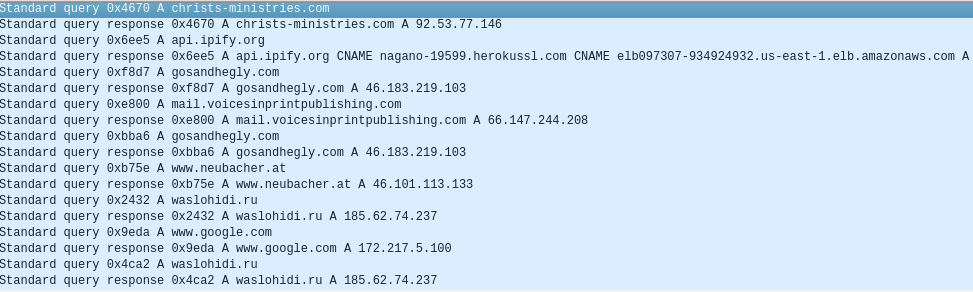 Standard query 0x4670 A christs-ministries.com
Standard query response 0x4670 A christs-ministries.com A 92.53.77.146
Standard query 0x6ee5 A api.ipify.org
Standard query response 0x6ee5 A api.ipify.org CNAME nagano-19599.herokussl.com CNAME elb097307-934924932.us-east-1.elb.amazonaws.com A
Standard query 0xf8d7 A gosandhegly.com
Standard query response 0xf8d7 A gosandhegly.com A 46.183.219.103
Standard query 0xe800 A mail.voicesinprintpublishing.com
Standard query response 0xe800 A mail.voicesinprintpublishing.com A 66.147.244.208
Standard query 0xbba6 A gosandhegly.com
Standard query response 0xbba6 A gosandhegly.com A 46.183.219.103
Standard query 0xb75e A www.neubacher.at
Standard query response 0xb75e A www.neubacher.at A 46.101.113.133
Standard query 0x2432 A waslohidi.ru
Standard query response 0x2432 A waslohidi.ru A 185.62.74.237
Standard query 0x9eda A www.google.com
Standard query response 0x9eda A www.google.com A 172.217.5.100
Standard query 0x4ca2 A waslohidi.ru
Standard query response 0x4ca2 A waslohidi.ru A 185.62.74.237